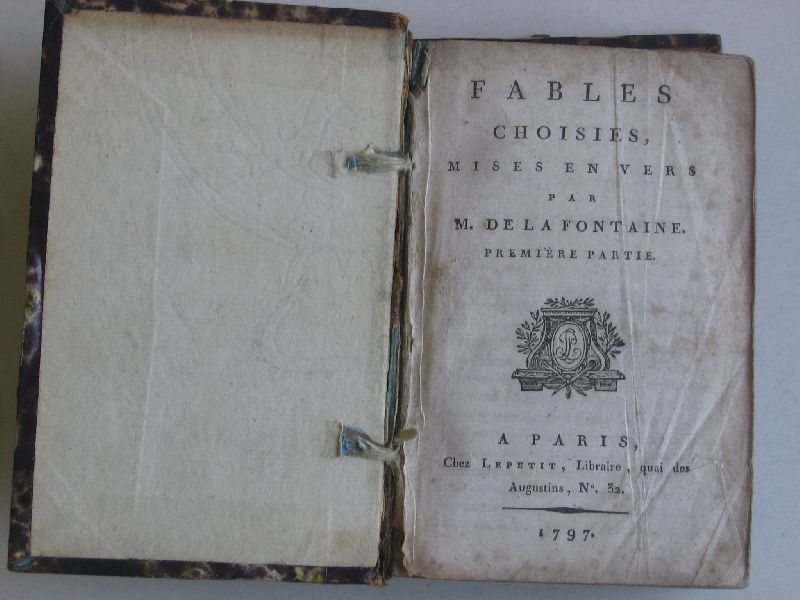 FABLES
CHOISIES,
MISES EN VERS
PAR
M. DE LA FONTAINE.
PREMIÈRE PARTIE.
A PARIS,
Chez LEPETIT, Libraire, quai des
Augustins, Nº. 32.
1797.